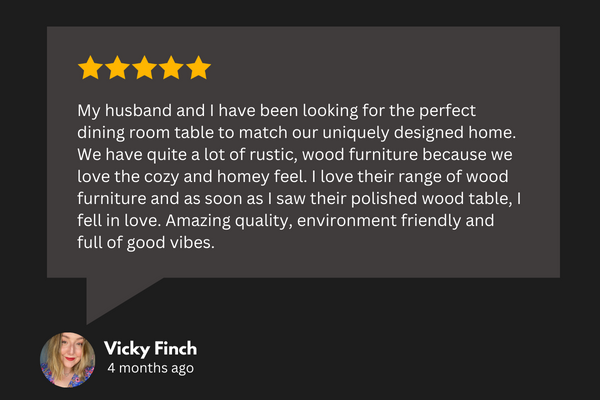 My husband and I have been looking for the perfect
dining room table to match our uniquely designed home.
We have quite a lot of rustic, wood furniture because we
love the cozy and homey feel. I love their range of wood
furniture and as soon as I saw their polished wood table, I
fell in love. Amazing quality, environment friendly and
full of good vibes.
Vicky Finch
4 months ago